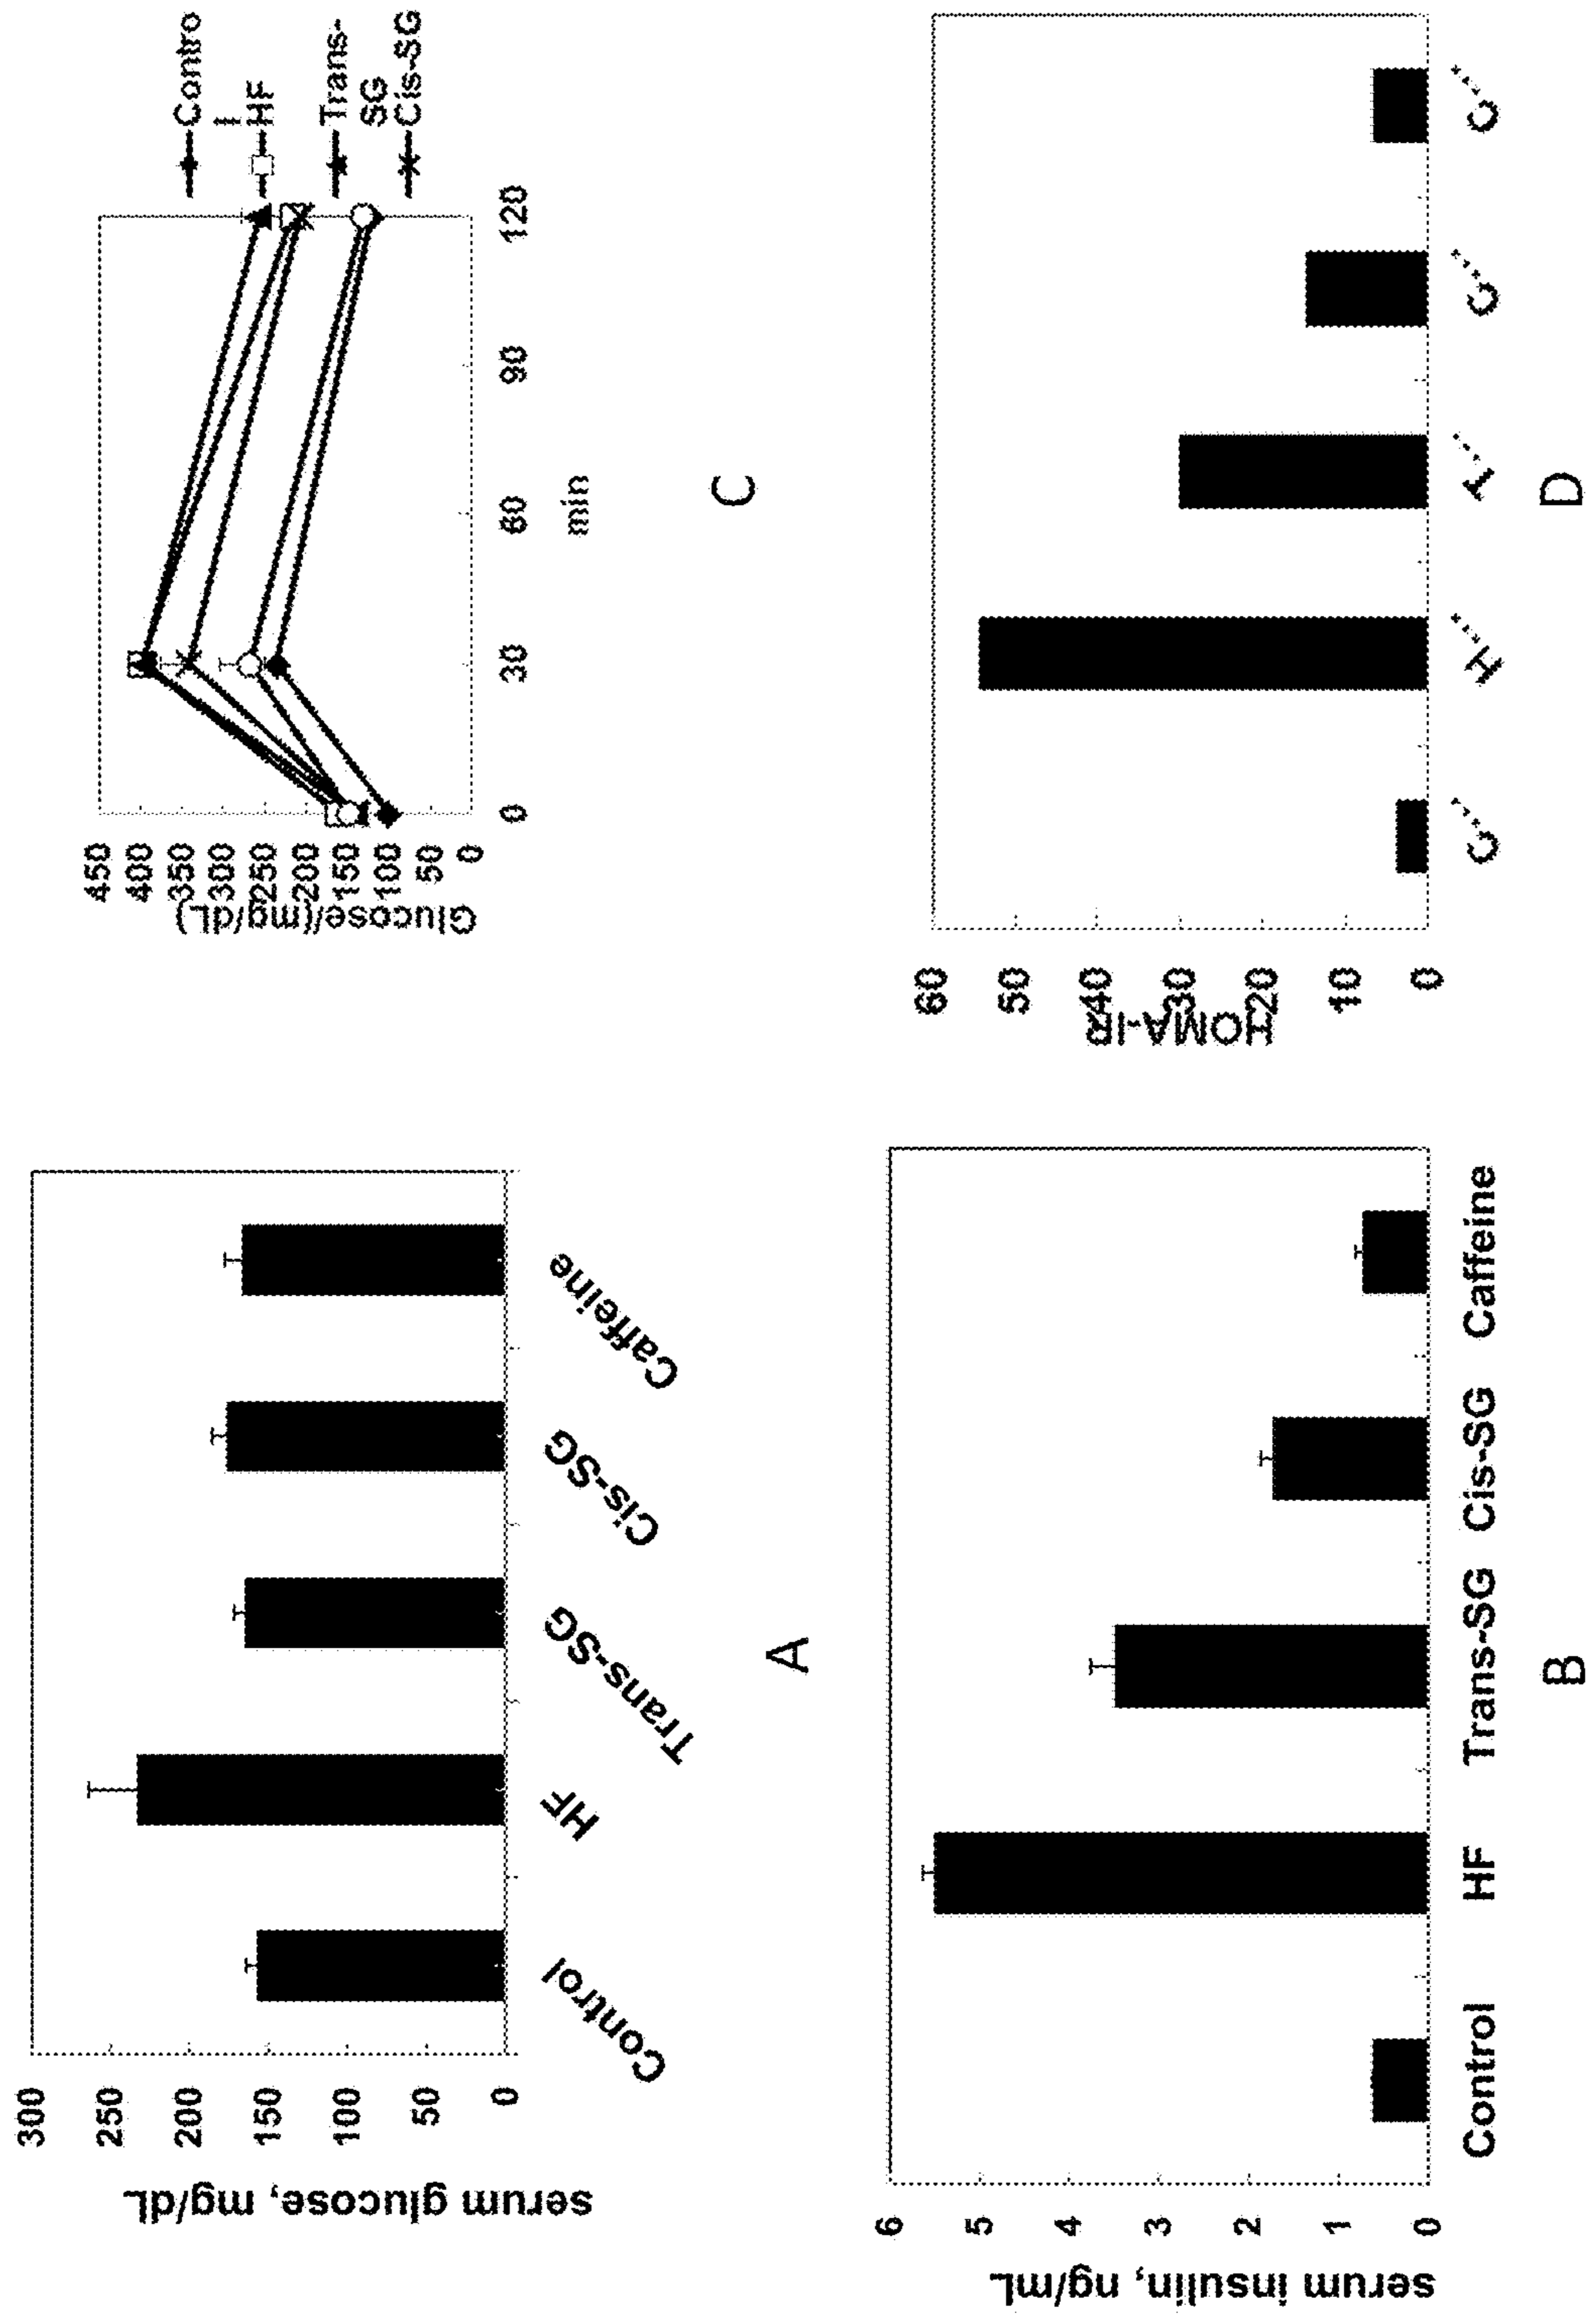 serum glucose, mg/dL
300
250
200
150
100
50
0
Control
HF
Trans-SG
Cis-SG
Caffeine
A
serum insulin, ng/mL
6
5
4
3
2
1
0
Control
HF
Trans-SG
Cis-SG
Caffeine
B
Glucose/(mg/dL)
450
400
350
300
250
200
150
100
50
0
0
30
60
90
120
min
Contro
l
HF
Trans-
SG
Cis-SG
C
HOMA-IR
60
50
40
30
20
10
0
C...
H...
T...
C...
C...
D